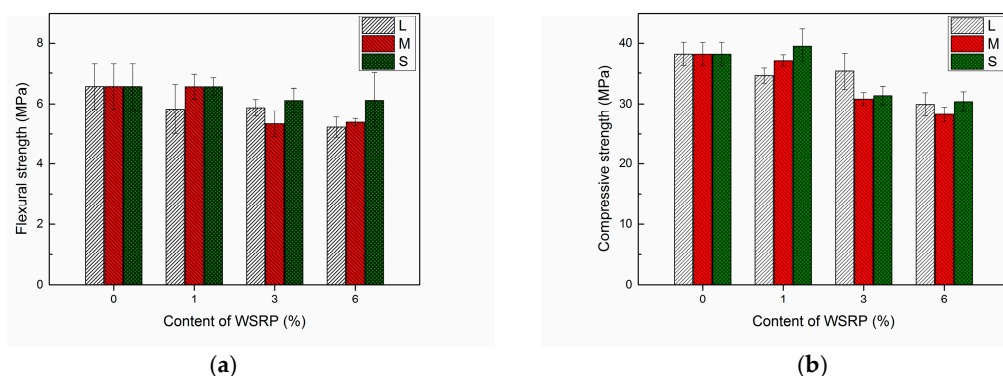 Flexural strength (MPa)
8
6
4
2
0
L
M
S
0 1 3 6
Content of WSRP (%)
(a)
Compressive strength (MPa)
40
30
20
10
0
L
M
S
0 1 3 6
Content of WSRP (%)
(b)